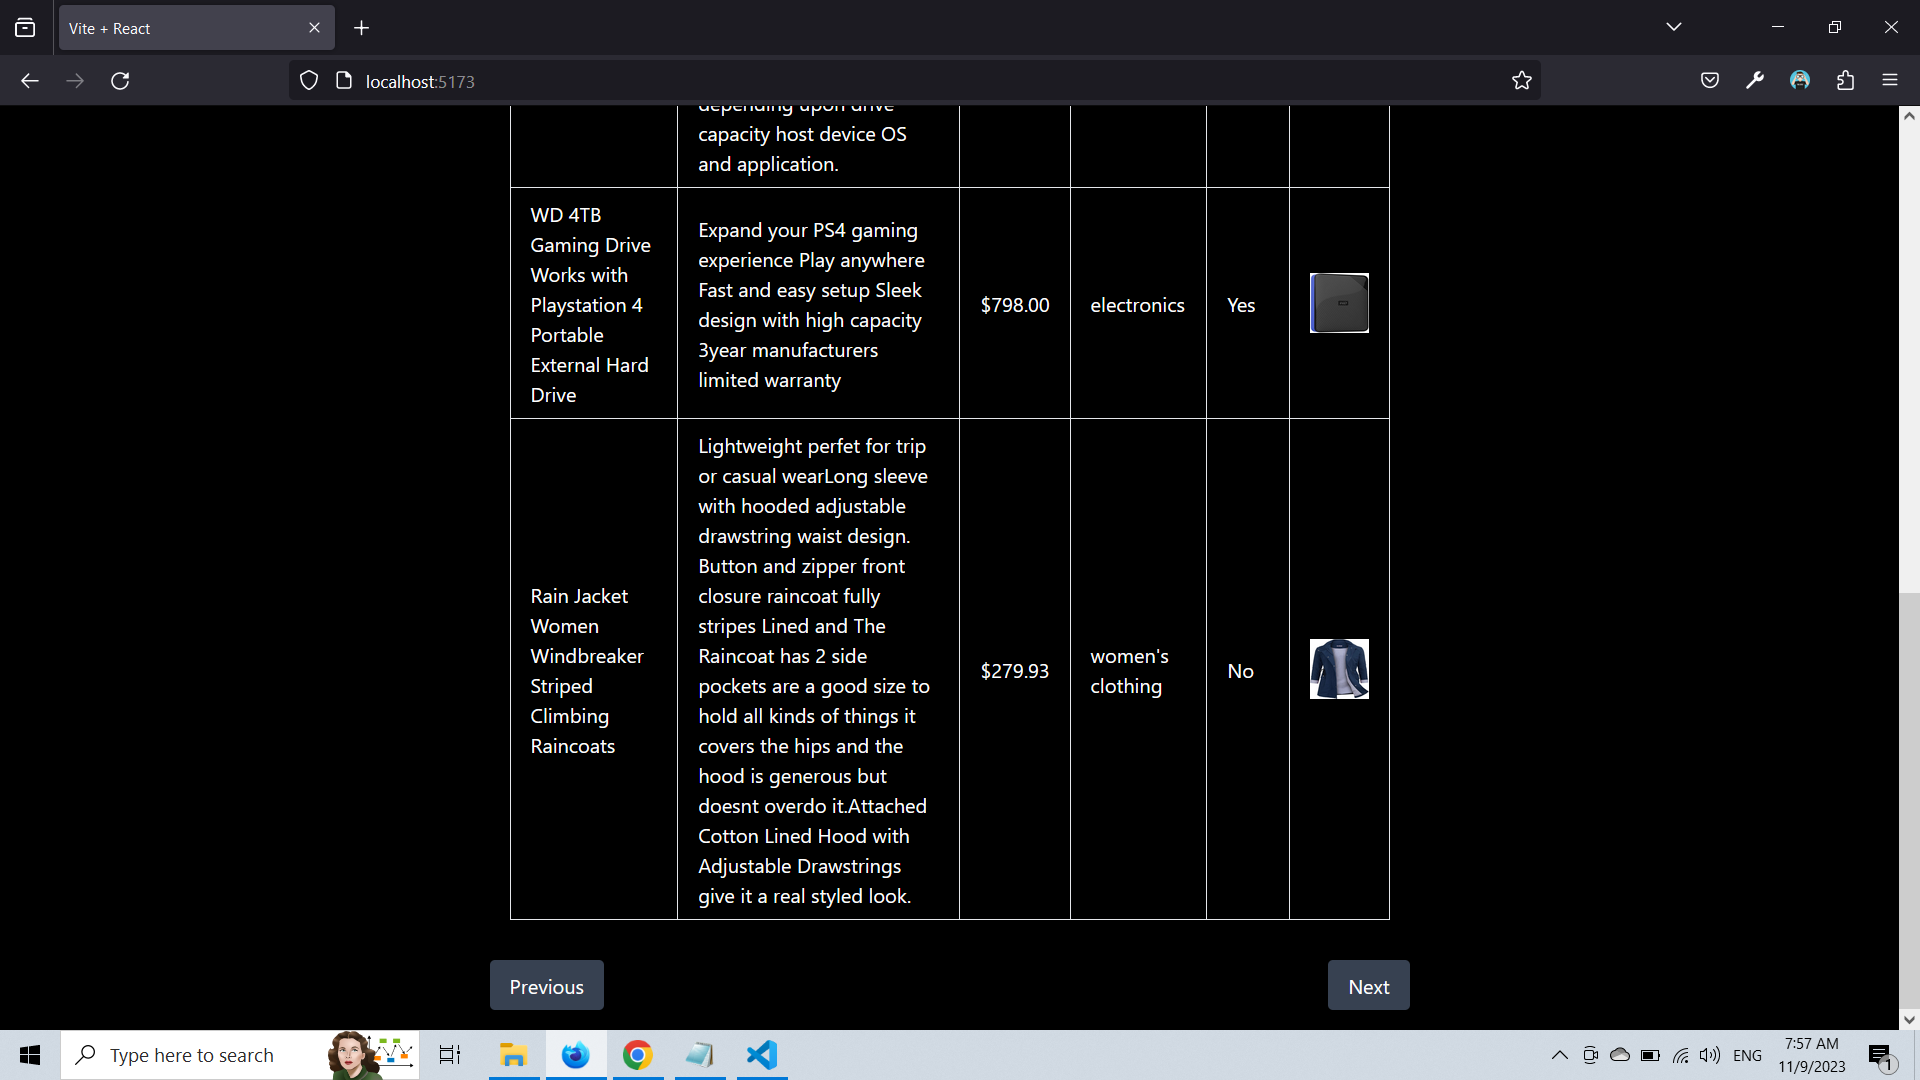 Vite + React
localhost:5173
depending upon drive
capacity host device OS
and application.
WD 4TB
Gaming Drive
Works with
Playstation 4
Portable
External Hard
Drive
Expand your PS4 gaming
experience Play anywhere
Fast and easy setup Sleek
design with high capacity
3year manufacturers
limited warranty
$798.00
electronics
Yes
Rain Jacket
Women
Windbreaker
Striped
Climbing
Raincoats
Lightweight perfet for trip
or casual wearLong sleeve
with hooded adjustable
drawstring waist design.
Button and zipper front
closure raincoat fully
stripes Lined and The
Raincoat has 2 side
pockets are a good size to
hold all kinds of things it
covers the hips and the
hood is generous but
doesnt overdo it.Attached
Cotton Lined Hood with
Adjustable Drawstrings
give it a real styled look.
$279.93
women's
clothing
No
Previous
Next
Type here to search
ENG
7:57 AM
11/9/2023
1